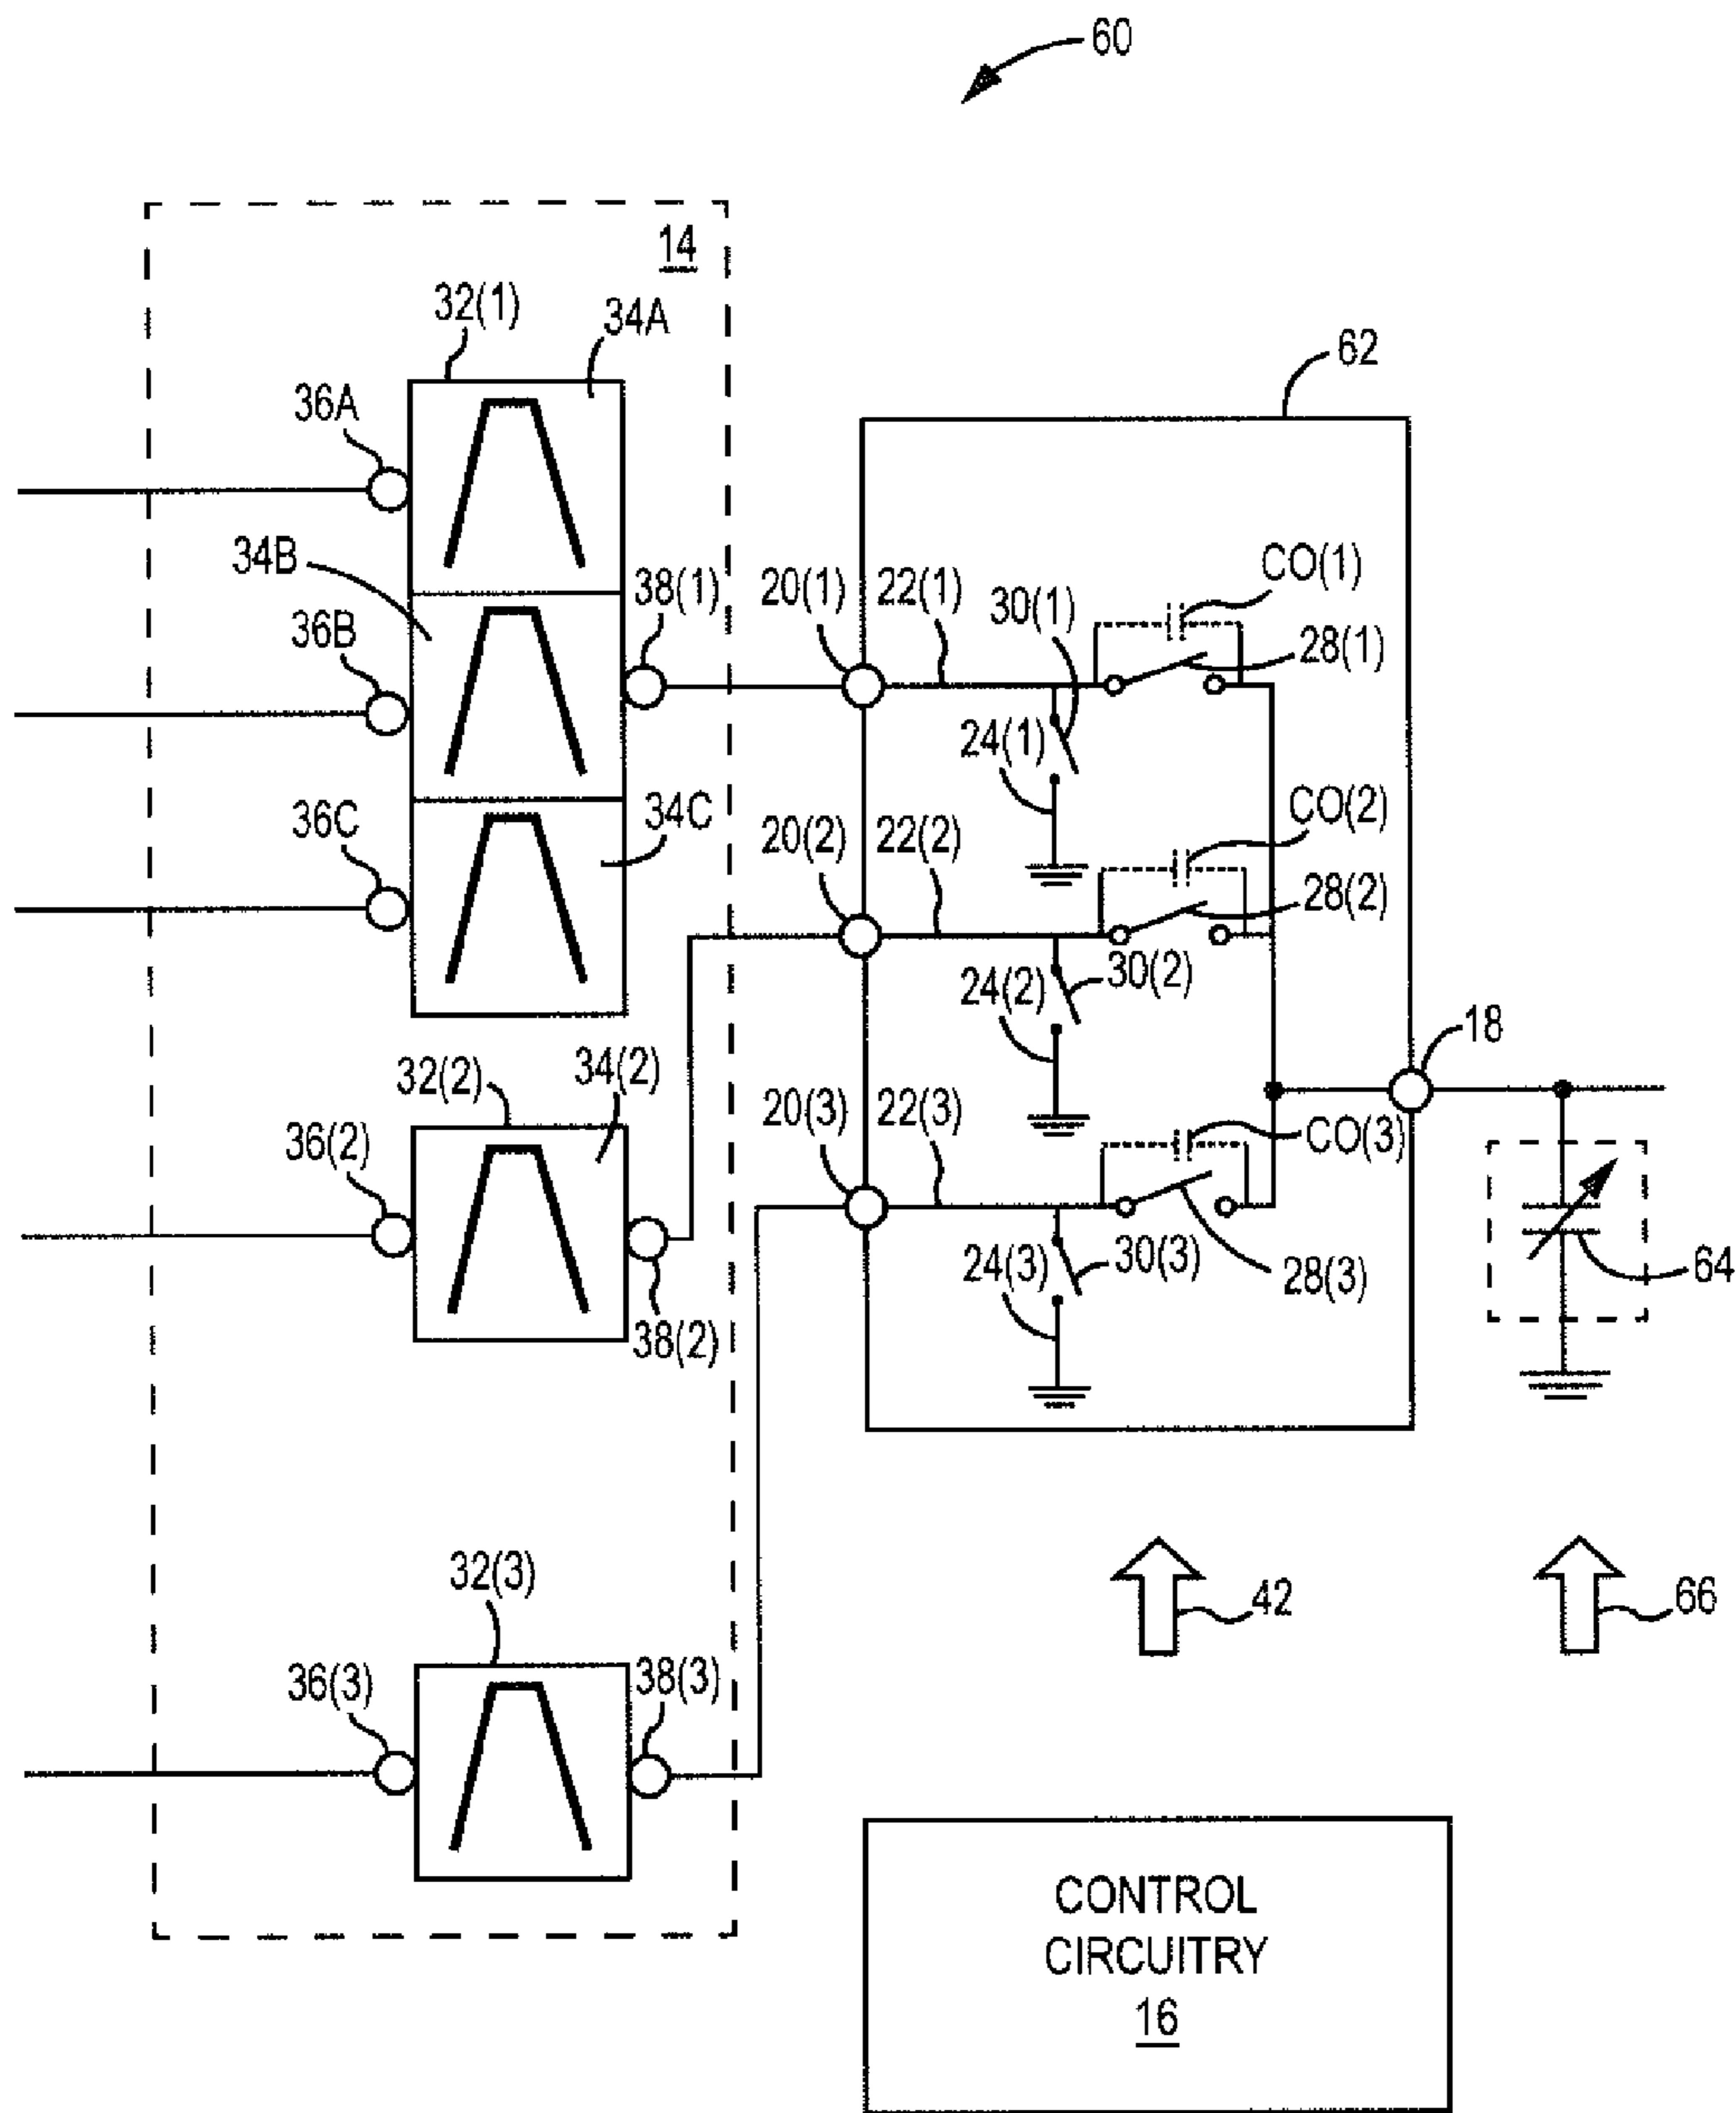 60
14
32(1)
34A
62
36A
34B
CO(1)
38(1)
20(1)
22(1)
30(1)
36B
28(1)
24(1)
36C
34C
CO(2)
20(2)
22(2)
28(2)
30(2)
24(2)
18
34(2)
32(2)
20(3)
22(3)
CO(3)
36(2)
24(3)
30(3)
28(3)
64
38(2)
32(3)
42
66
36(3)
38(3)
CONTROL
CIRCUITRY
16